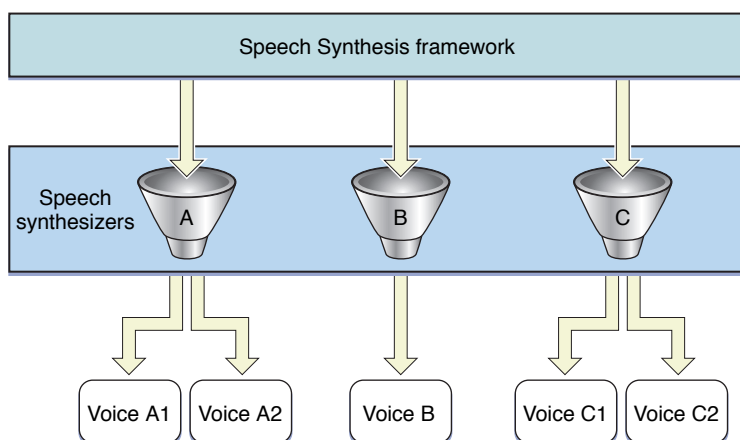 Speech Synthesis framework
Speech
synthesizers
A
B
C
Voice A1
Voice A2
Voice B
Voice C1
Voice C2